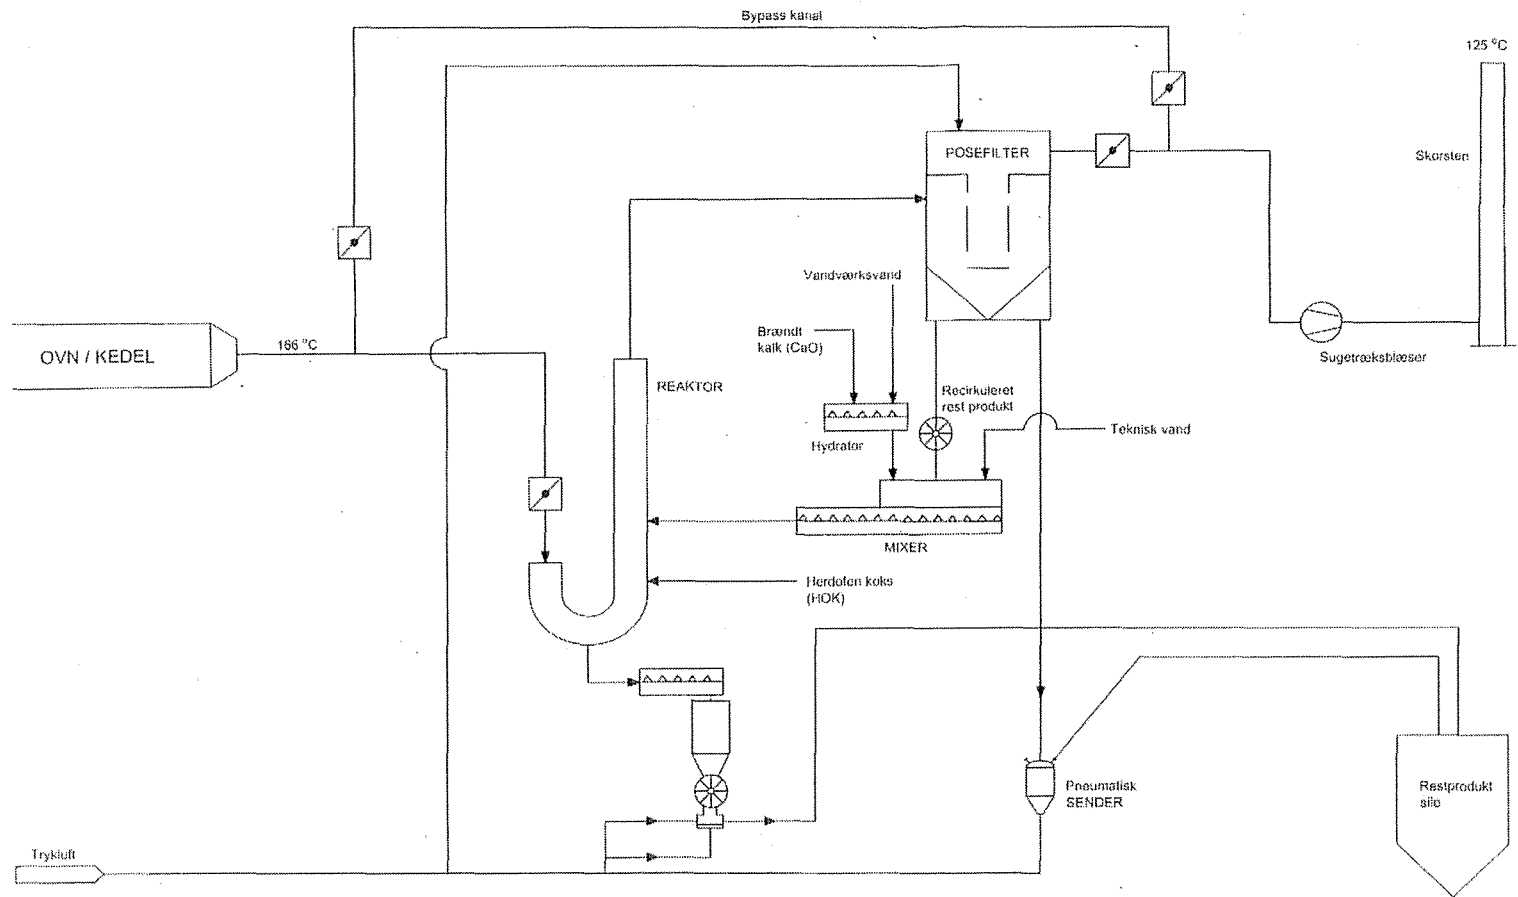 Bypass kanal
125 °C
POSEFILTER
Skorsten
Vandværksvand
OVN / KEDEL
166 °C
Brændt
kalk (CaO)
Sugetræksblæser
REAKTOR
Recirkuleret
rest produkt
Hydrator
Teknisk vand
MIXER
Herdofen koks
(HOK)
Pneumatisk
SENDER
Restprodukt
silo
Trykluft